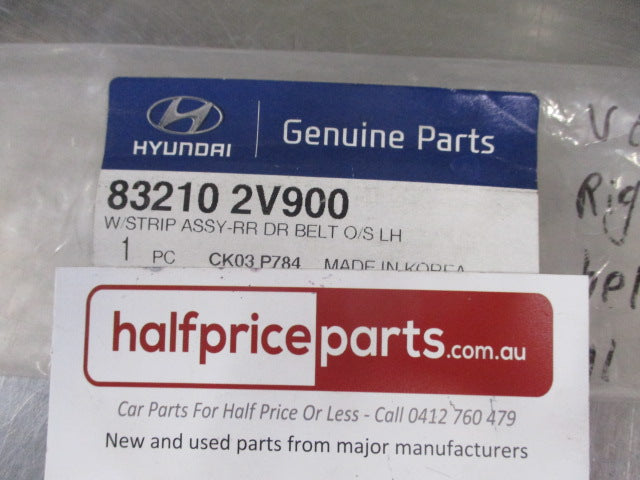 HYUNDAI
Genuine Parts
83210 2V900
W/STRIP ASSY-RR DR BELT O/S LH
1 PC CK03 P784 MADE IN KOREA
V
Rig
halfpriceparts.com.au
Car Parts For Half Price Or Less - Call 0412 760 479
New and used parts from major manufacturers